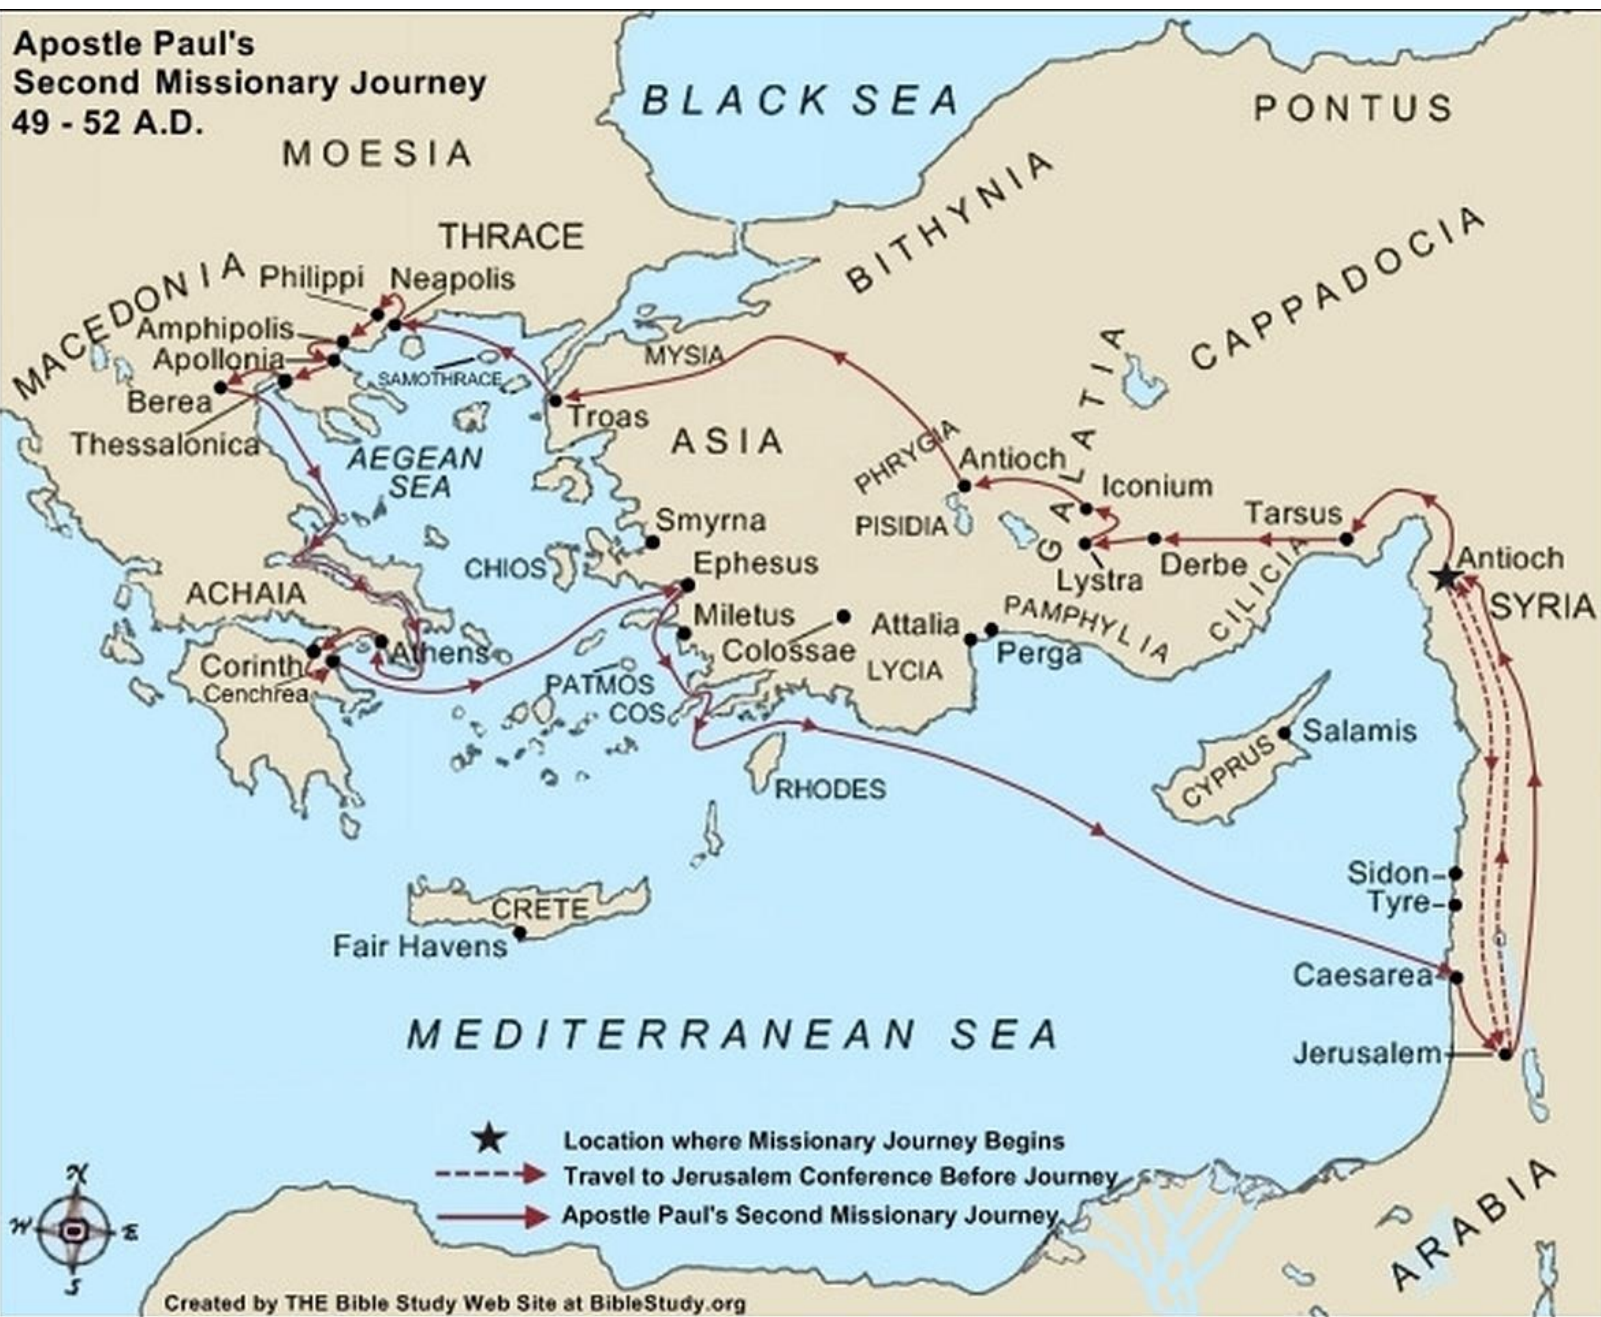 Apostle Paul's
Second Missionary Journey
49 - 52 A.D.
BLACK SEA
PONTUS
MOESIA
BITHYNIA
THRACE
CAPPADOCIA
MACEDONIA
Philippi
Neapolis
Amphipolis
Apollonia
MYSIA
SAMOTHRACE
Berea
Troas
GALATIA
Thessalonica
ASIA
AEGEAN
SEA
PHRYGIA
Antioch
Iconium
Tarsus
PISIDIA
Smyrna
CHIOS
Ephesus
Lystra
Derbe
CILICIA
Antioch
SYRIA
ACHAIA
Miletus
Colossae
Attalia
PAMPHYLIA
Perga
Athens
Corinth
Cenchrea
LYCIA
PATMOS
COS
Salamis
CYPRUS
RHODES
Sidon
Tyre
CRETE
Fair Havens
Caesarea
MEDITERRANEAN SEA
Jerusalem
Location where Missionary Journey Begins
Travel to Jerusalem Conference Before Journey
Apostle Paul's Second Missionary Journey
ARABIA
N
W E
S
Created by THE Bible Study Web Site at BibleStudy.org